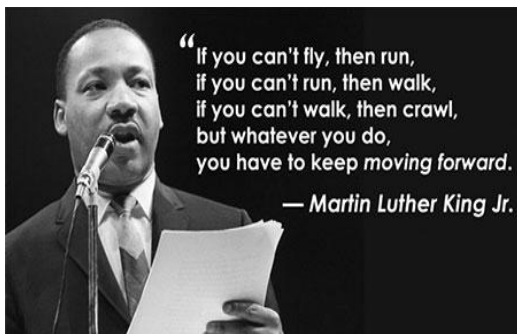 “If you can’t fly, then run,
if you can’t run, then walk,
if you can’t walk, then crawl,
but whatever you do,
you have to keep moving forward.
— Martin Luther King Jr.